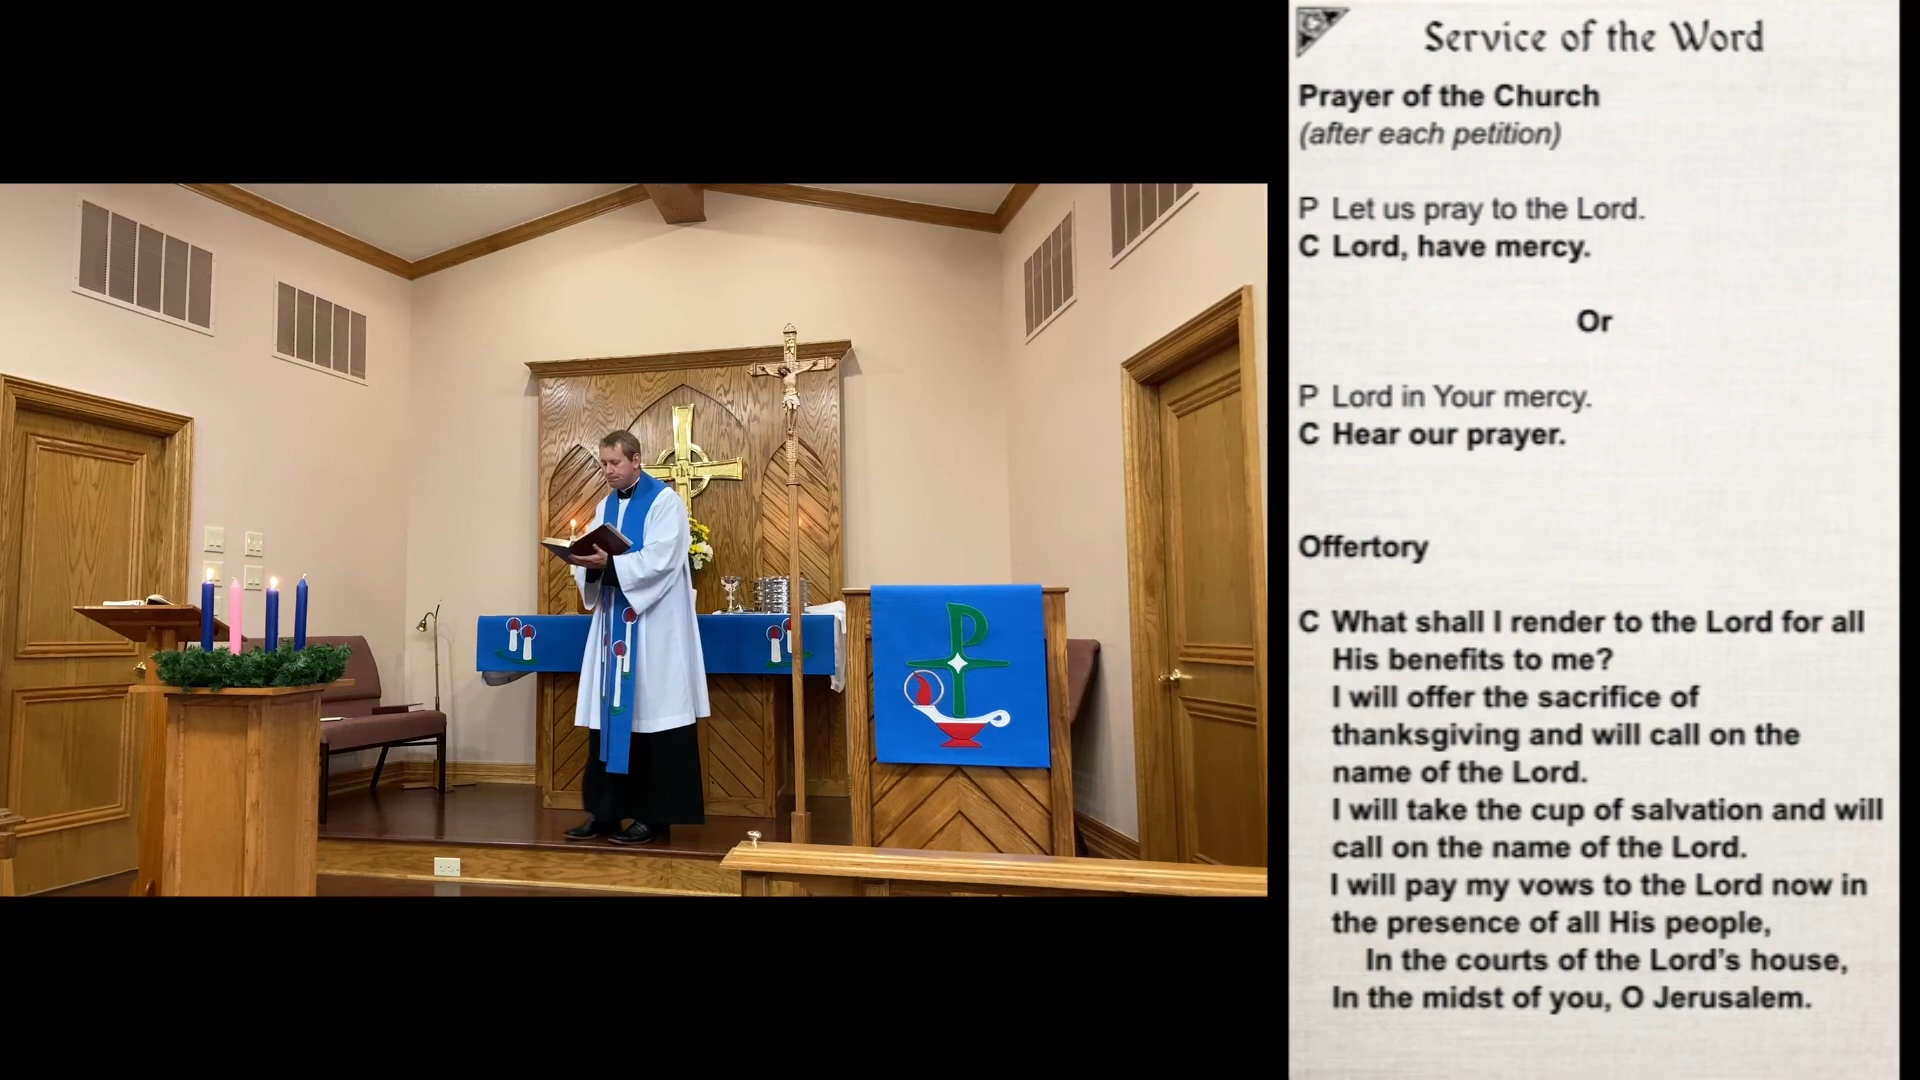 Service of the Word
Prayer of the Church
(after each petition)
P Let us pray to the Lord.
C Lord, have mercy.
Or
P Lord in Your mercy.
C Hear our prayer.
Offertory
C What shall I render to the Lord for all
His benefits to me?
I will offer the sacrifice of
thanksgiving and will call on the
name of the Lord.
I will take the cup of salvation and will
call on the name of the Lord.
I will pay my vows to the Lord now in
the presence of all His people,
In the courts of the Lord's house,
In the midst of you, O Jerusalem.